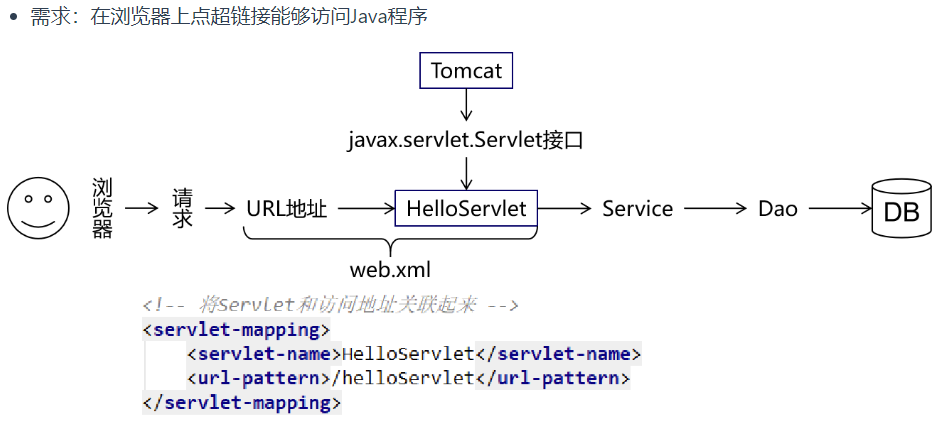 需求：在浏览器上点超链接能够访问Java程序
Tomcat
javax.servlet.Servlet接口
浏览器
请求
URL地址
HelloServlet
Service
Dao
DB
web.xml
<!-- 将Servlet和访问地址关联起来 -->
<servlet-mapping>
<servlet-name>HelloServlet</servlet-name>
<url-pattern>/helloServlet</url-pattern>
</servlet-mapping>